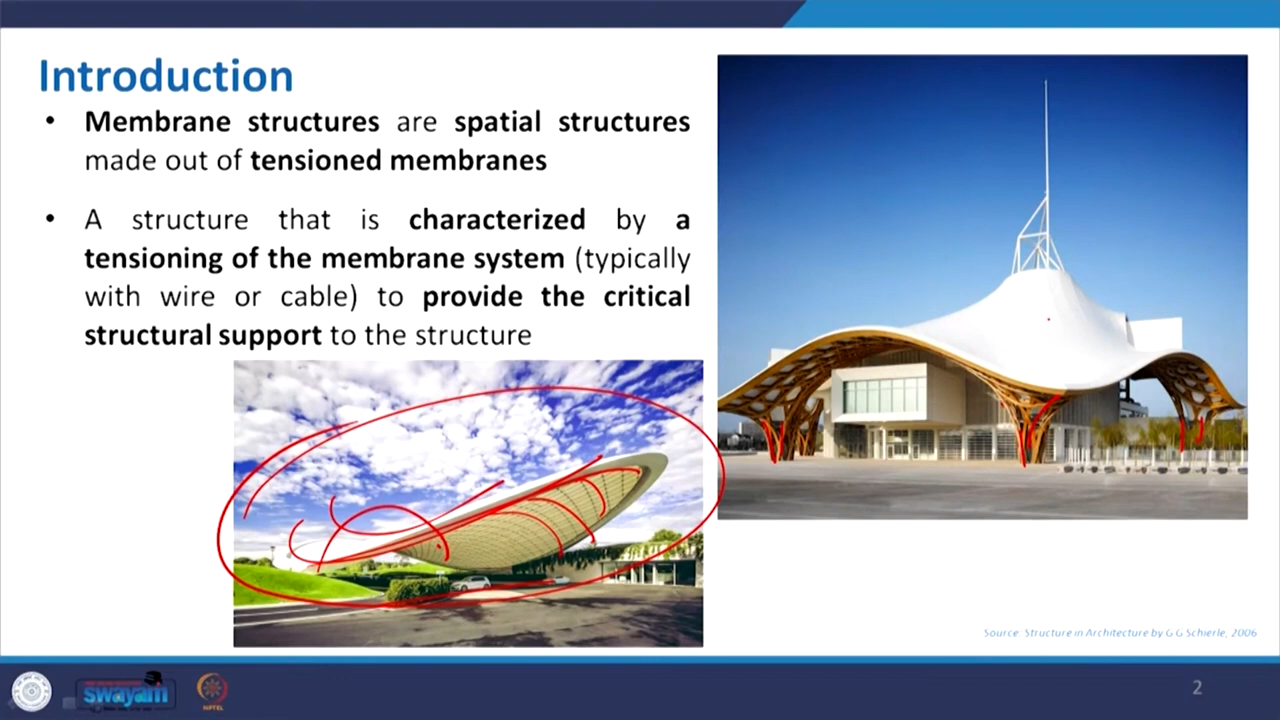 Introduction
• Membrane structures are spatial structures
made out of tensioned membranes
• A structure that is characterized by a
tensioning of the membrane system (typically
with wire or cable) to provide the critical
structural support to the structure
Source: Structure in Architecture by G G Schierle, 2006
swayam
NPTEL
2